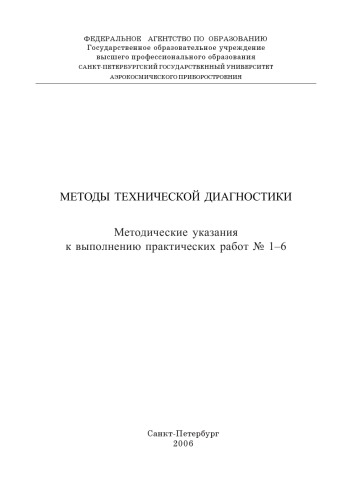 ФЕДЕРАЛЬНОЕ АГЕНТСТВО ПО ОБРАЗОВАНИЮ
Государственное образовательное учреждение
высшего профессионального образования
САНКТ-ПЕТЕРБУРГСКИЙ ГОСУДАРСТВЕННЫЙ УНИВЕРСИТЕТ
АЭРОКОСМИЧЕСКОГО ПРИБОРОСТРОЕНИЯ
МЕТОДЫ ТЕХНИЧЕСКОЙ ДИАГНОСТИКИ
Методические указания
к выполнению практических работ № 1–6
Санкт-Петербург
2006